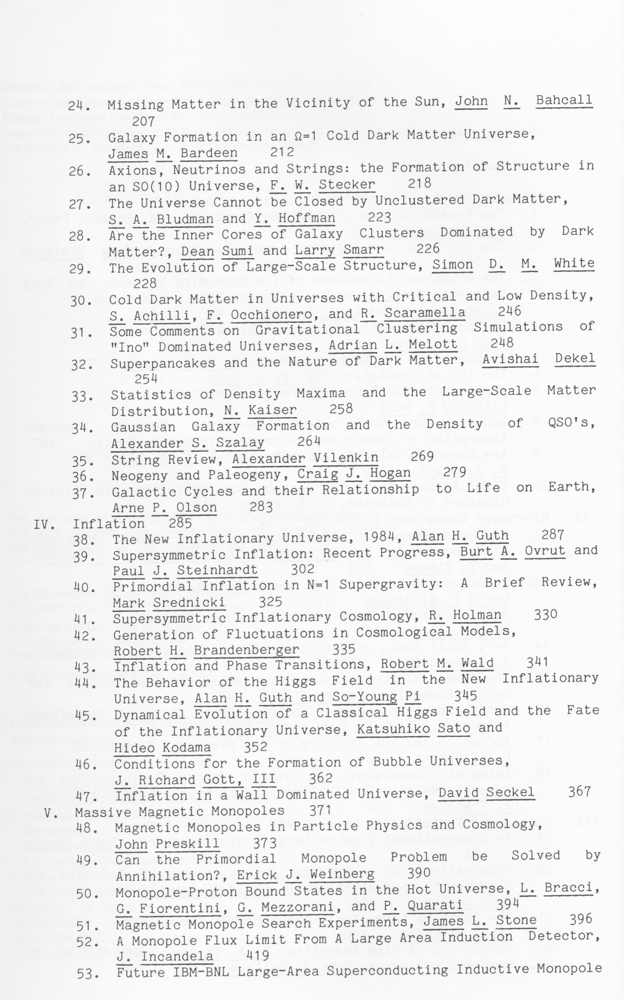 24. Missing Matter in the Vicinity of the Sun, John N. Bahcall
207
25. Galaxy Formation in an Ω=1 Cold Dark Matter Universe,
James M. Bardeen 212
26. Axions, Neutrinos and Strings: the Formation of Structure in
an SO(10) Universe, F. W. Stecker 218
27. The Universe Cannot be Closed by Unclustered Dark Matter,
S. A. Bludman and Y. Hoffman 223
28. Are the Inner Cores of Galaxy Clusters Dominated by Dark
Matter?, Dean Sumi and Larry Smarr 226
29. The Evolution of Large-Scale Structure, Simon D. M. White
228
30. Cold Dark Matter in Universes with Critical and Low Density,
S. Achilli, F. Occhionero, and R. Scaramella 246
31. Some Comments on Gravitational Clustering Simulations of
"Ino" Dominated Universes, Adrian L. Melott 248
32. Superpancakes and the Nature of Dark Matter, Avishai Dekel
254
33. Statistics of Density Maxima and the Large-Scale Matter
Distribution, N. Kaiser 258
34. Gaussian Galaxy Formation and the Density of QSO's,
Alexander S. Szalay 264
35. String Review, Alexander Vilenkin 269
36. Neogeny and Paleogeny, Craig J. Hogan 279
37. Galactic Cycles and their Relationship to Life on Earth,
Arne P. Olson 283
IV. Inflation 285
38. The New Inflationary Universe, 1984, Alan H. Guth 287
39. Supersymmetric Inflation: Recent Progress, Burt A. Ovrut and
Paul J. Steinhardt 302
40. Primordial Inflation in N=1 Supergravity: A Brief Review,
Mark Srednicki 325
41. Supersymmetric Inflationary Cosmology, R. Holman 330
42. Generation of Fluctuations in Cosmological Models,
Robert H. Brandenberger 335
43. Inflation and Phase Transitions, Robert M. Wald 341
44. The Behavior of the Higgs Field in the New Inflationary
Universe, Alan H. Guth and So-Young Pi 345
45. Dynamical Evolution of a Classical Higgs Field and the Fate
of the Inflationary Universe, Katsuhiko Sato and
Hideo Kodama 352
46. Conditions for the Formation of Bubble Universes,
J. Richard Gott, III 362
47. Inflation in a Wall Dominated Universe, David Seckel 367
V. Massive Magnetic Monopoles 371
48. Magnetic Monopoles in Particle Physics and Cosmology,
John Preskill 373
49. Can the Primordial Monopole Problem be Solved by
Annihilation?, Erick J. Weinberg 390
50. Monopole-Proton Bound States in the Hot Universe, L. Bracci,
G. Fiorentini, G. Mezzorani, and P. Quarati 394
51. Magnetic Monopole Search Experiments, James L. Stone 396
52. A Monopole Flux Limit From A Large Area Induction Detector,
J. Incandela 419
53. Future IBM-BNL Large-Area Superconducting Inductive Monopole